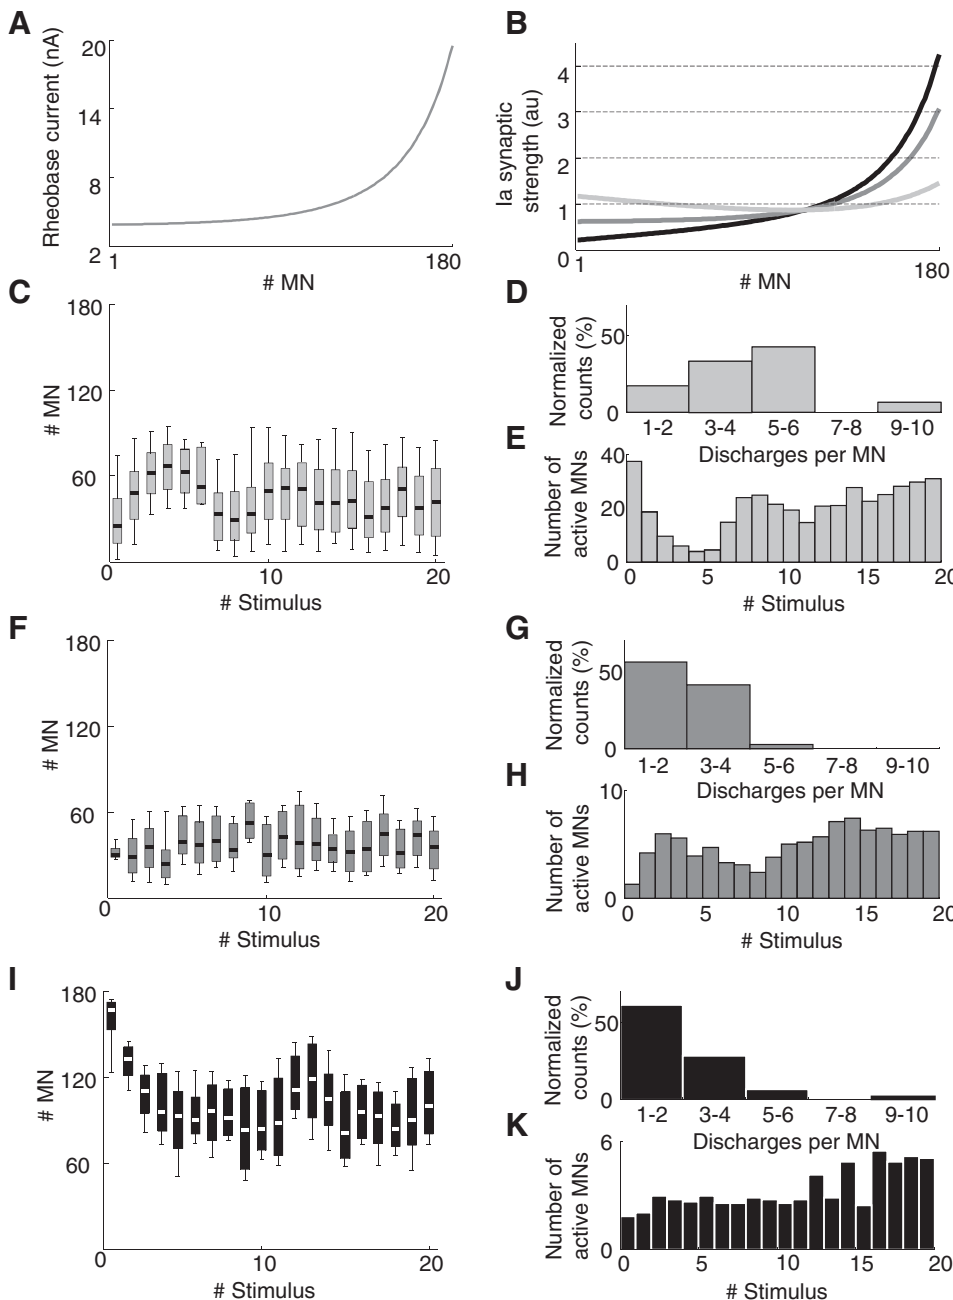 A
Rheobase current (nA)
20
14
8
2
1
180
# MN
B
Ia synaptic
strength (au)
4
3
2
1
0
1
180
# MN
C
# MN
180
120
60
0
10
20
# Stimulus
D
Normalized
counts (%)
50
0
1-2
3-4
5-6
7-8
9-10
Discharges per MN
E
Number of
active MNs
40
20
0
0
5
10
15
20
# Stimulus
F
# MN
180
120
60
0
10
20
# Stimulus
G
Normalized
counts (%)
50
0
1-2
3-4
5-6
7-8
9-10
Discharges per MN
H
Number of
active MNs
10
0
0
5
10
15
20
# Stimulus
I
# MN
180
120
60
0
10
20
# Stimulus
J
Normalized
counts (%)
50
0
1-2
3-4
5-6
7-8
9-10
Discharges per MN
K
Number of
active MNs
6
0
0
5
10
15
20
# Stimulus